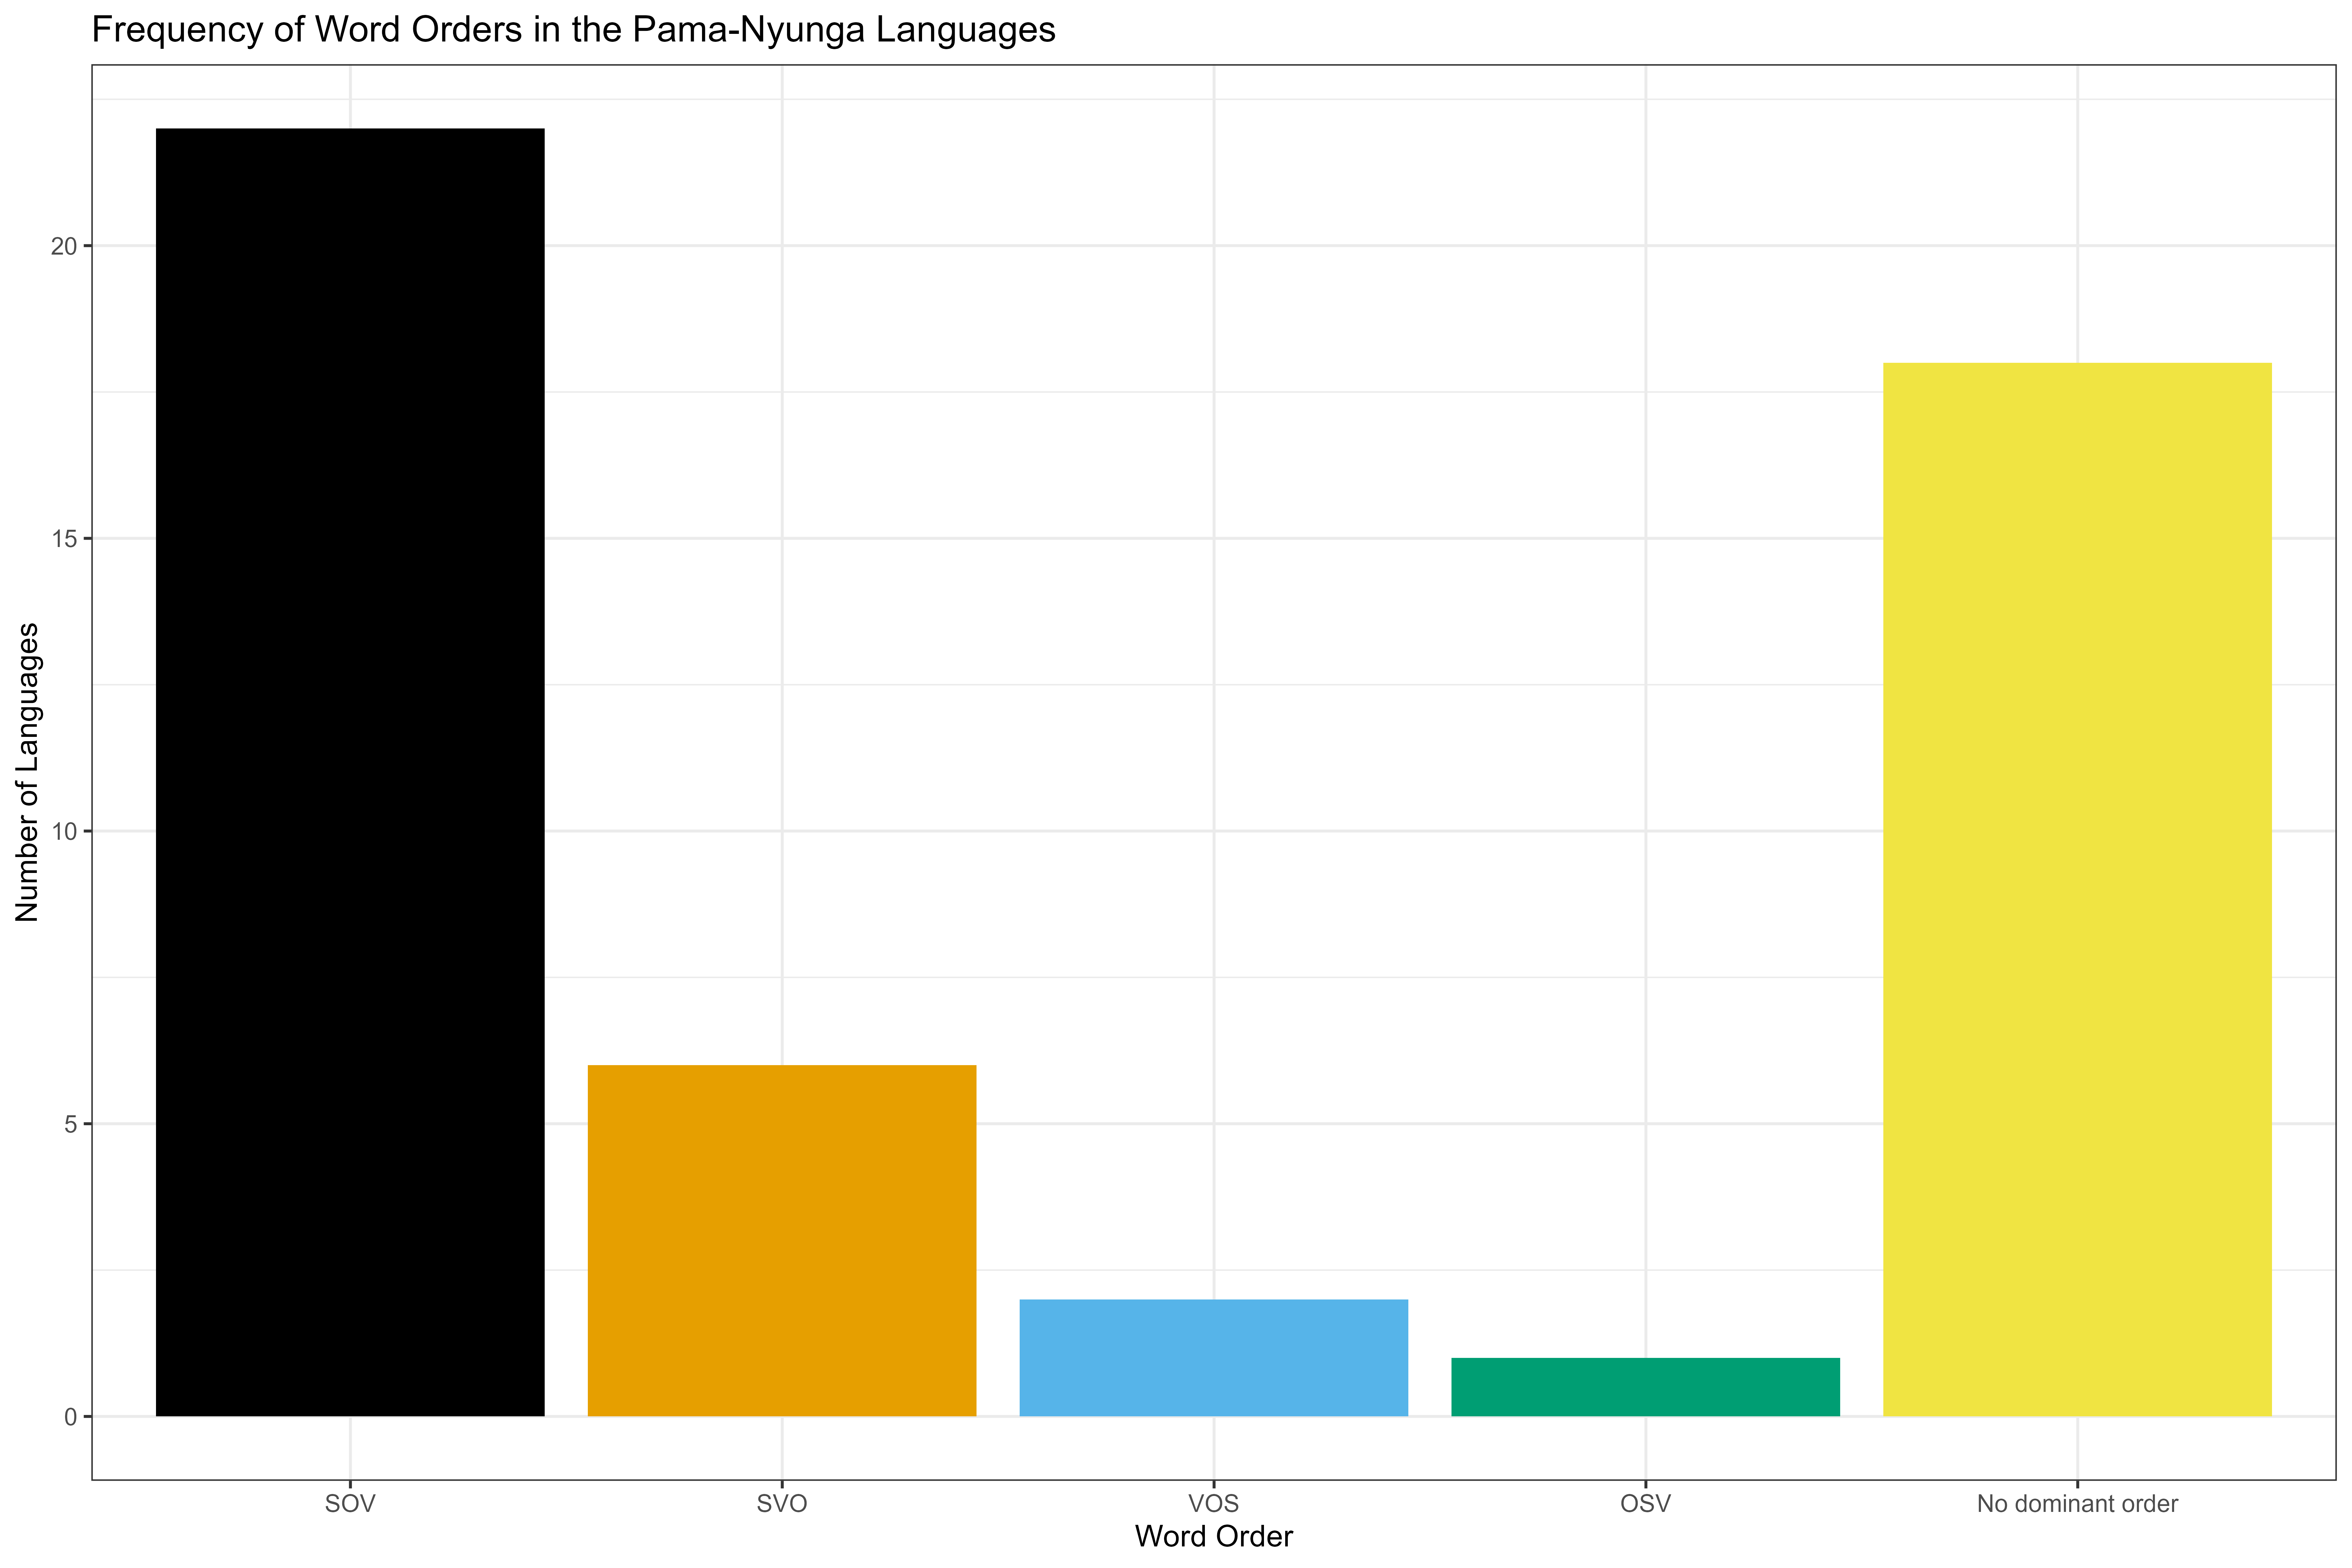 Frequency of Word Orders in the Pama-Nyunga Languages
Number of Languages
20
15
10
5
0
SOV
SVO
VOS
OSV
No dominant order
Word Order